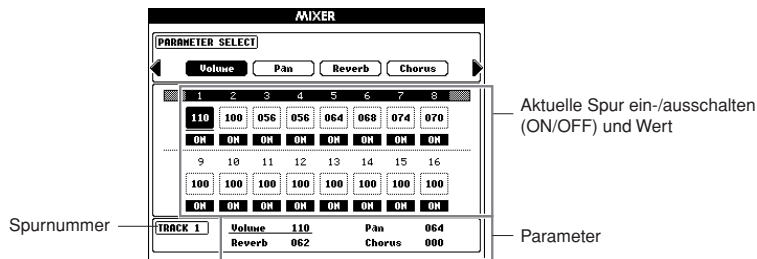 MIXER
PARAMETER SELECT
Volume Pan Reverb Chorus
1 2 3 4 5 6 7 8
110 100 056 056 064 068 074 070
ON ON ON ON ON ON ON ON
9 10 11 12 13 14 15 16
100 100 100 100 100 100 100 100
ON ON ON ON ON ON ON ON
TRACK 1
Volume 110 Pan 064
Reverb 062 Chorus 000
Aktuelle Spur ein-/ausschalten
(ON/OFF) und Wert
Spurnummer
Parameter